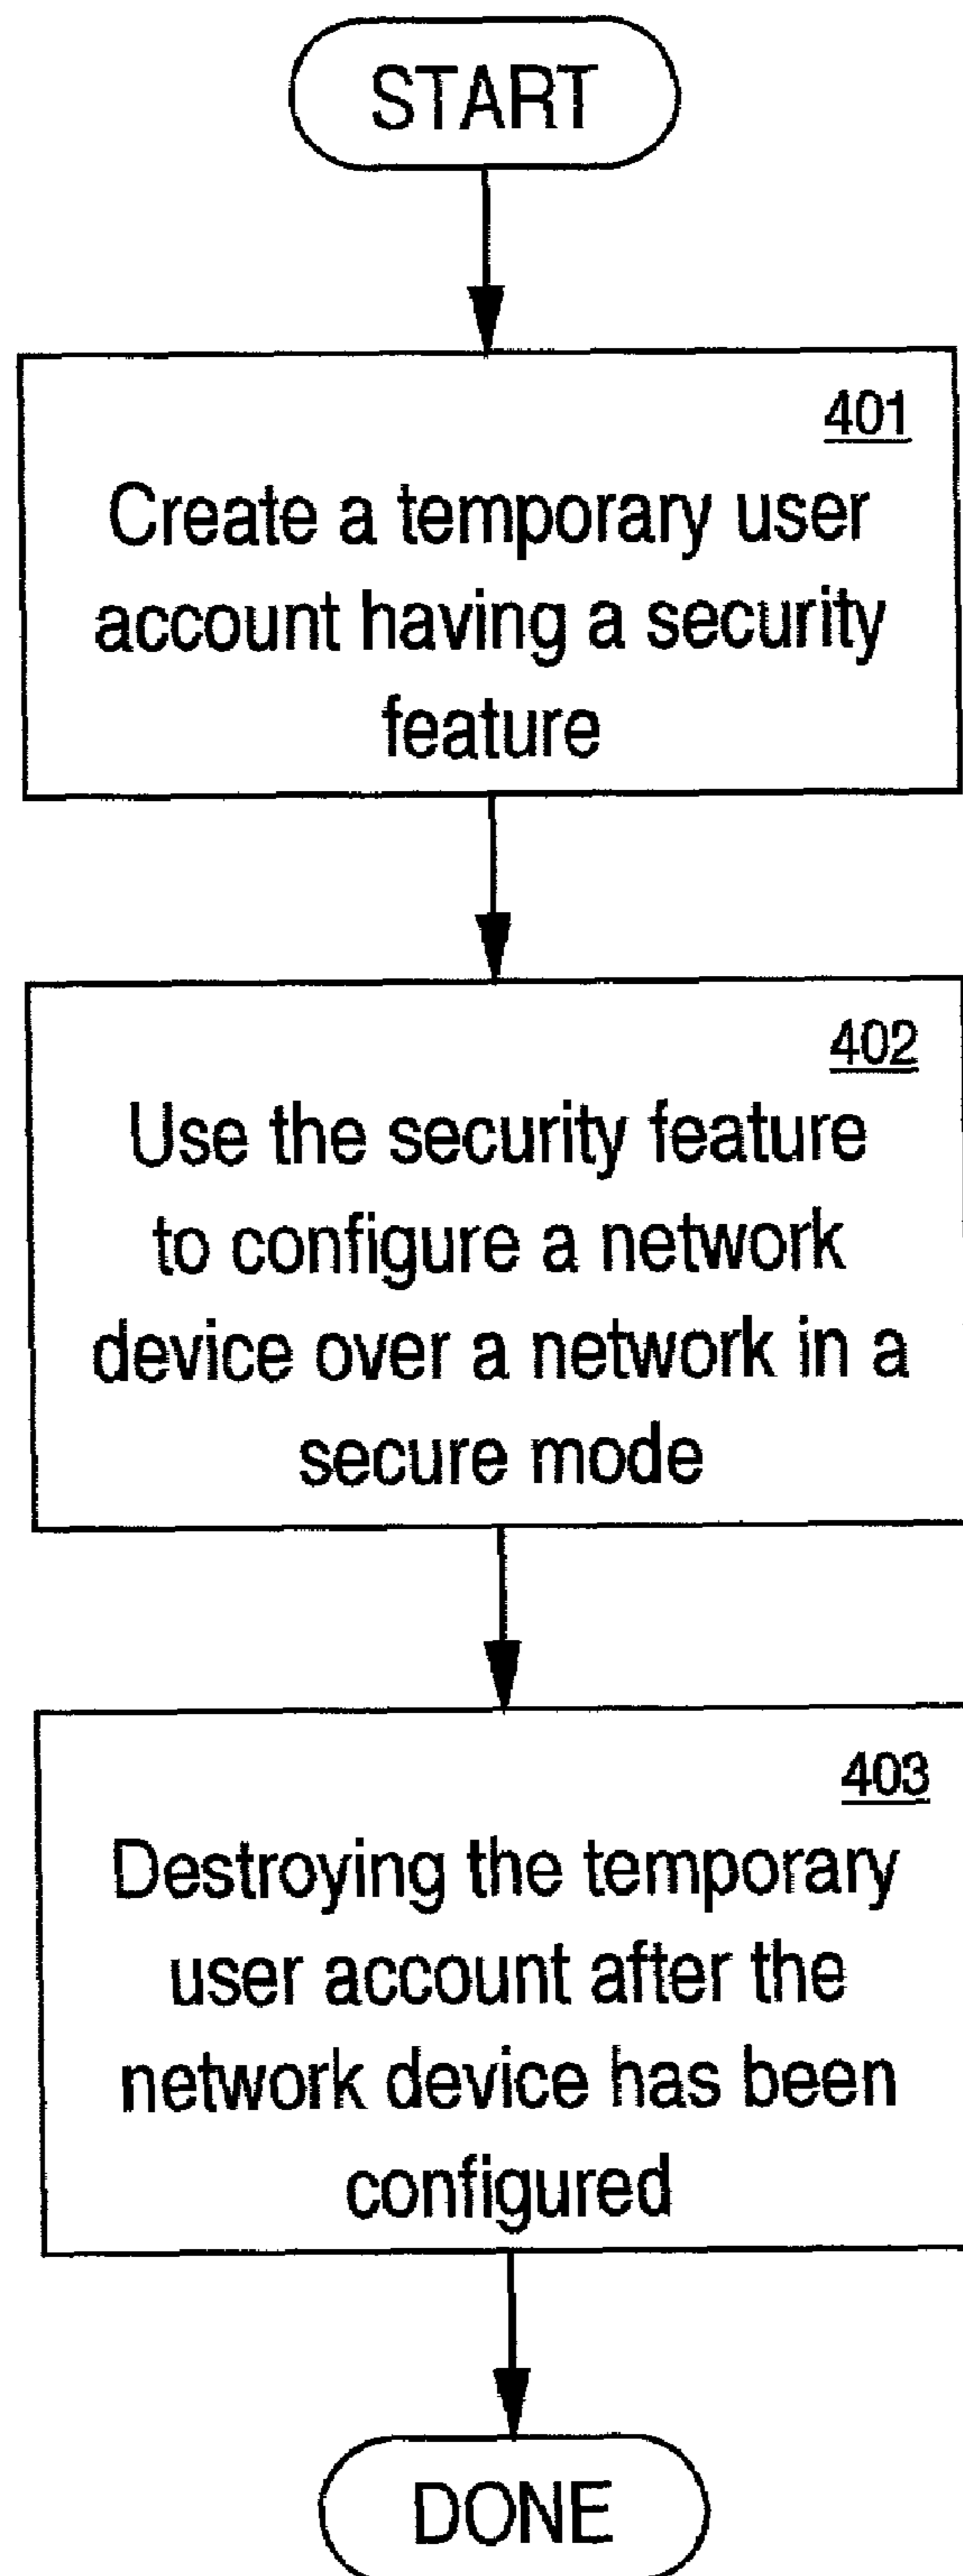 START
401
Create a temporary user
account having a security
feature
402
Use the security feature
to configure a network
device over a network in a
secure mode
403
Destroying the temporary
user account after the
network device has been
configured
DONE